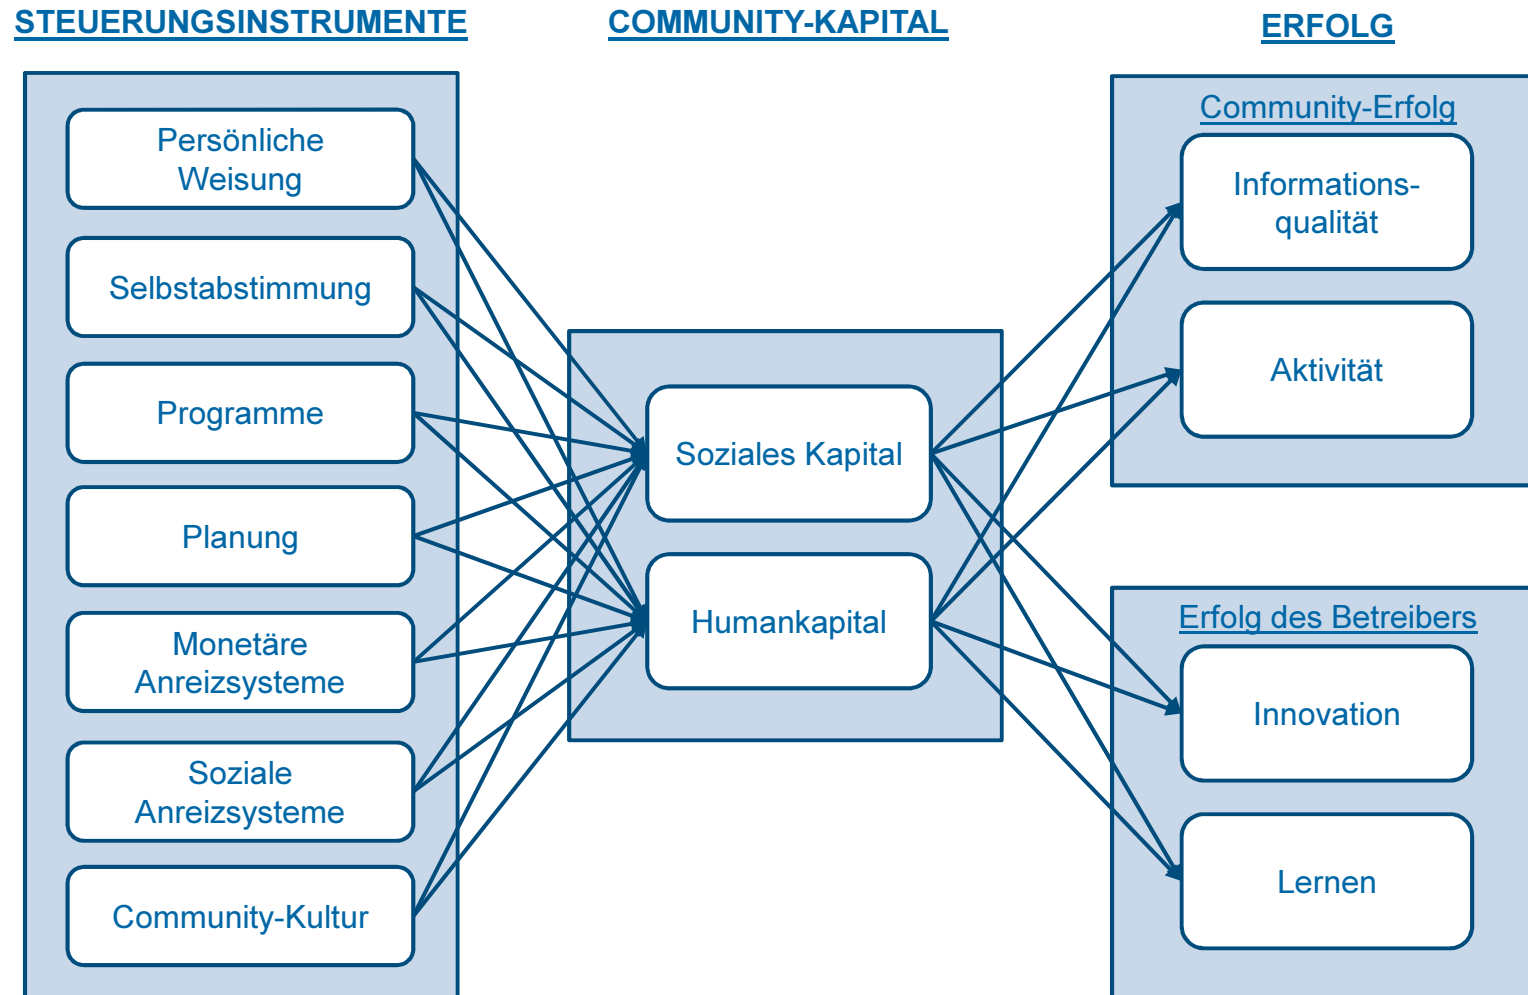 STEUERUNGSINSTRUMENTE
Persönliche
Weisung
Selbstabstimmung
Programme
Planung
Monetäre
Anreizsysteme
Soziale
Anreizsysteme
Community-Kultur
COMMUNITY-KAPITAL
Soziales Kapital
Humankapital
ERFOLG
Community-Erfolg
Informations-
qualität
Aktivität
Erfolg des Betreibers
Innovation
Lernen